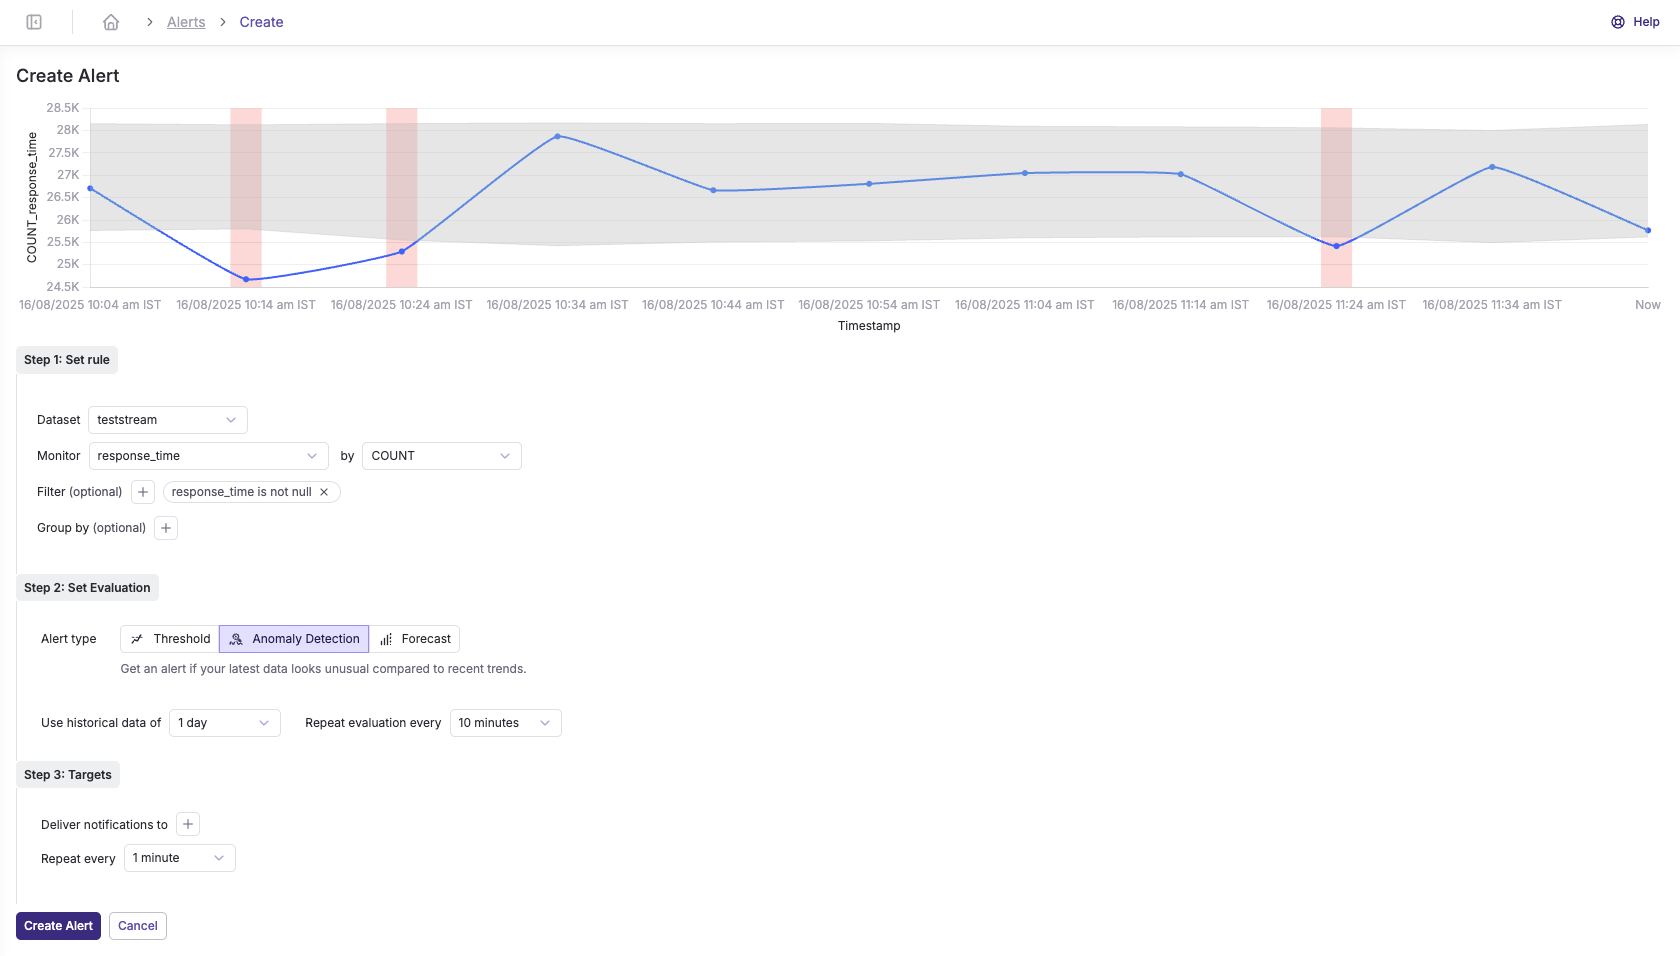 Alerts Create
Help
Create Alert
28.5K
28K
27.5K
27K
26.5K
26K
25.5K
25K
24.5K
COUNT_response_time
16/08/2025 10:04 am IST 16/08/2025 10:14 am IST 16/08/2025 10:24 am IST 16/08/2025 10:34 am IST 16/08/2025 10:44 am IST 16/08/2025 10:54 am IST 16/08/2025 11:04 am IST 16/08/2025 11:14 am IST 16/08/2025 11:24 am IST 16/08/2025 11:34 am IST Now
Timestamp
Step 1: Set rule
Dataset teststream
Monitor response_time by COUNT
Filter (optional) response_time is not null
Group by (optional)
Step 2: Set Evaluation
Alert type Threshold Anomaly Detection Forecast
Get an alert if your latest data looks unusual compared to recent trends.
Use historical data of 1 day Repeat evaluation every 10 minutes
Step 3: Targets
Deliver notifications to
Repeat every 1 minute
Create Alert Cancel